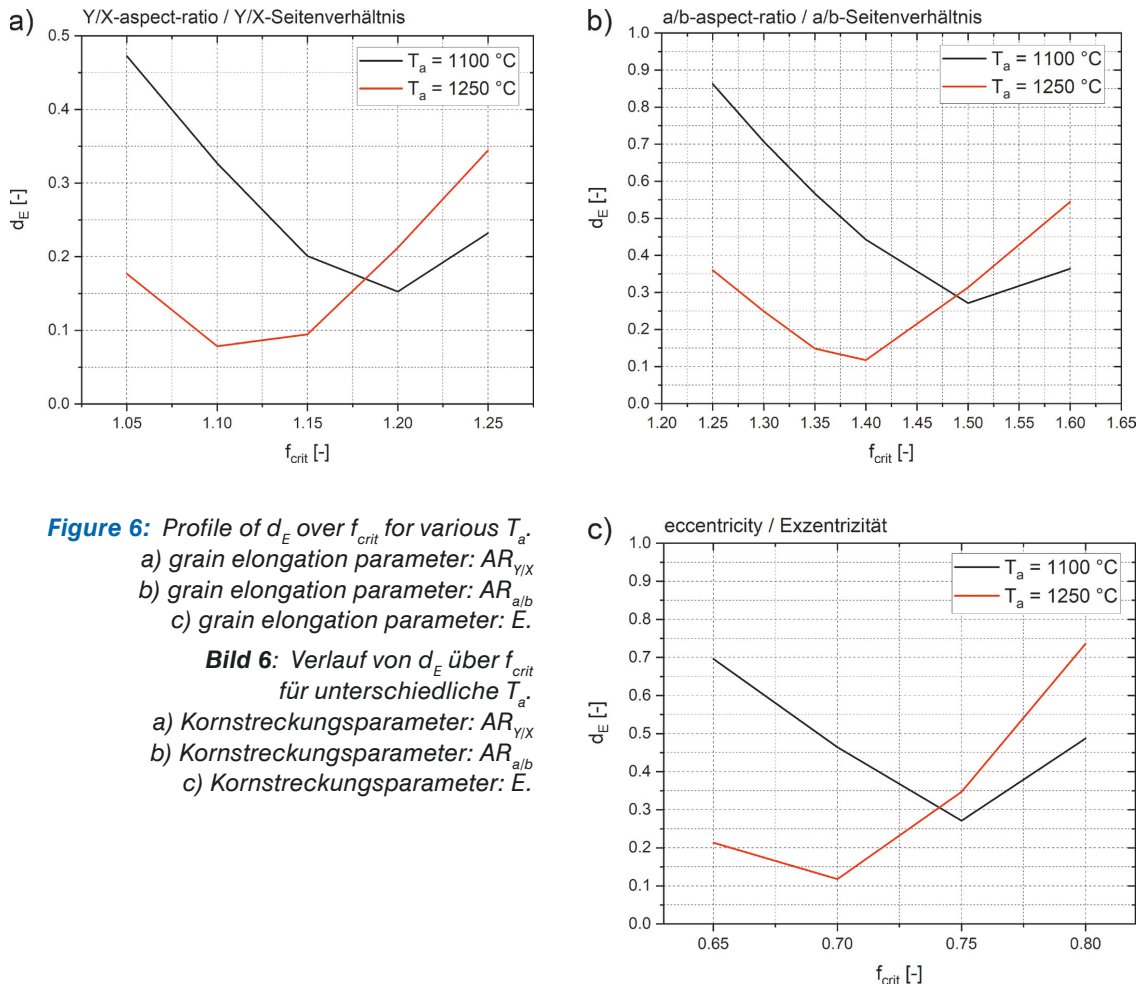 a)
Y/X-aspect-ratio / Y/X-Seitenverhältnis
0.5
0.4
0.3
0.2
0.1
0.0
d_E [-]
T_a = 1100 °C
T_a = 1250 °C
1.05 1.10 1.15 1.20 1.25
f_crit [-]
b)
a/b-aspect-ratio / a/b-Seitenverhältnis
1.0
0.9
0.8
0.7
0.6
0.5
0.4
0.3
0.2
0.1
0.0
d_E [-]
T_a = 1100 °C
T_a = 1250 °C
1.20 1.25 1.30 1.35 1.40 1.45 1.50 1.55 1.60 1.65
f_crit [-]
Figure 6: Profile of d_E over f_crit for various T_a.
a) grain elongation parameter: AR_Y/X
b) grain elongation parameter: AR_a/b
c) grain elongation parameter: E.
Bild 6: Verlauf von d_E über f_crit
für unterschiedliche T_a.
a) Kornstreckungsparameter: AR_Y/X
b) Kornstreckungsparameter: AR_a/b
c) Kornstreckungsparameter: E.
c)
eccentricity / Exzentrizität
1.0
0.9
0.8
0.7
0.6
0.5
0.4
0.3
0.2
0.1
0.0
d_E [-]
T_a = 1100 °C
T_a = 1250 °C
0.65 0.70 0.75 0.80
f_crit [-]